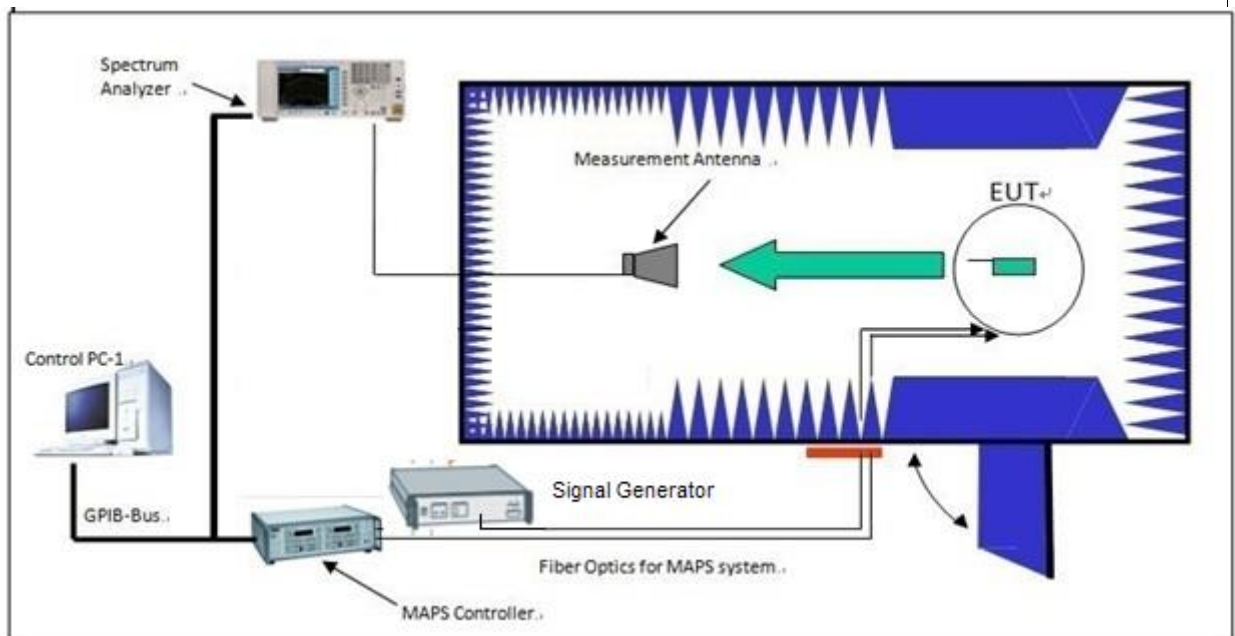 Spectrum
Analyzer
Measurement Antenna
EUT
Control PC-1
Signal Generator
GPIB-Bus
Fiber Optics for MAPS system
MAPS Controller